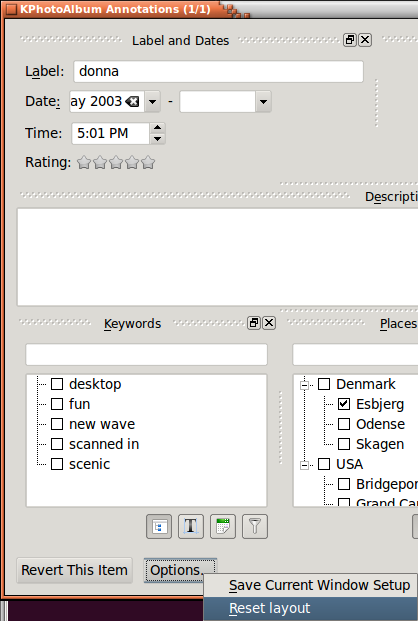 KPhotoAlbum Annotations (1/1)
Label and Dates
Label: donna
Date: ay 2003 -
Time: 5:01 PM
Rating:
Descripti
Keywords
Places
desktop
fun
new wave
scanned in
scenic
Denmark
Esbjerg
Odense
Skagen
USA
Bridgepor
Grand Ca
T
Revert This Item
Options...
Save Current Window Setup
Reset layout